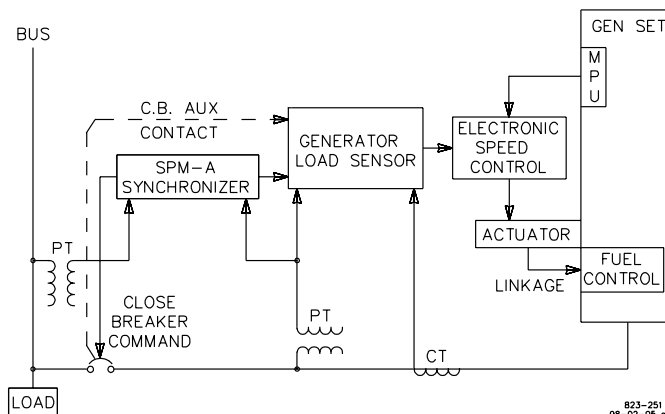 BUS
GEN SET
M
P
U
C.B. AUX
CONTACT
GENERATOR
LOAD SENSOR
ELECTRONIC
SPEED
CONTROL
SPM-A
SYNCHRONIZER
ACTUATOR
PT
FUEL
CONTROL
LINKAGE
CLOSE
BREAKER
COMMAND
PT
CT
LOAD
823-251